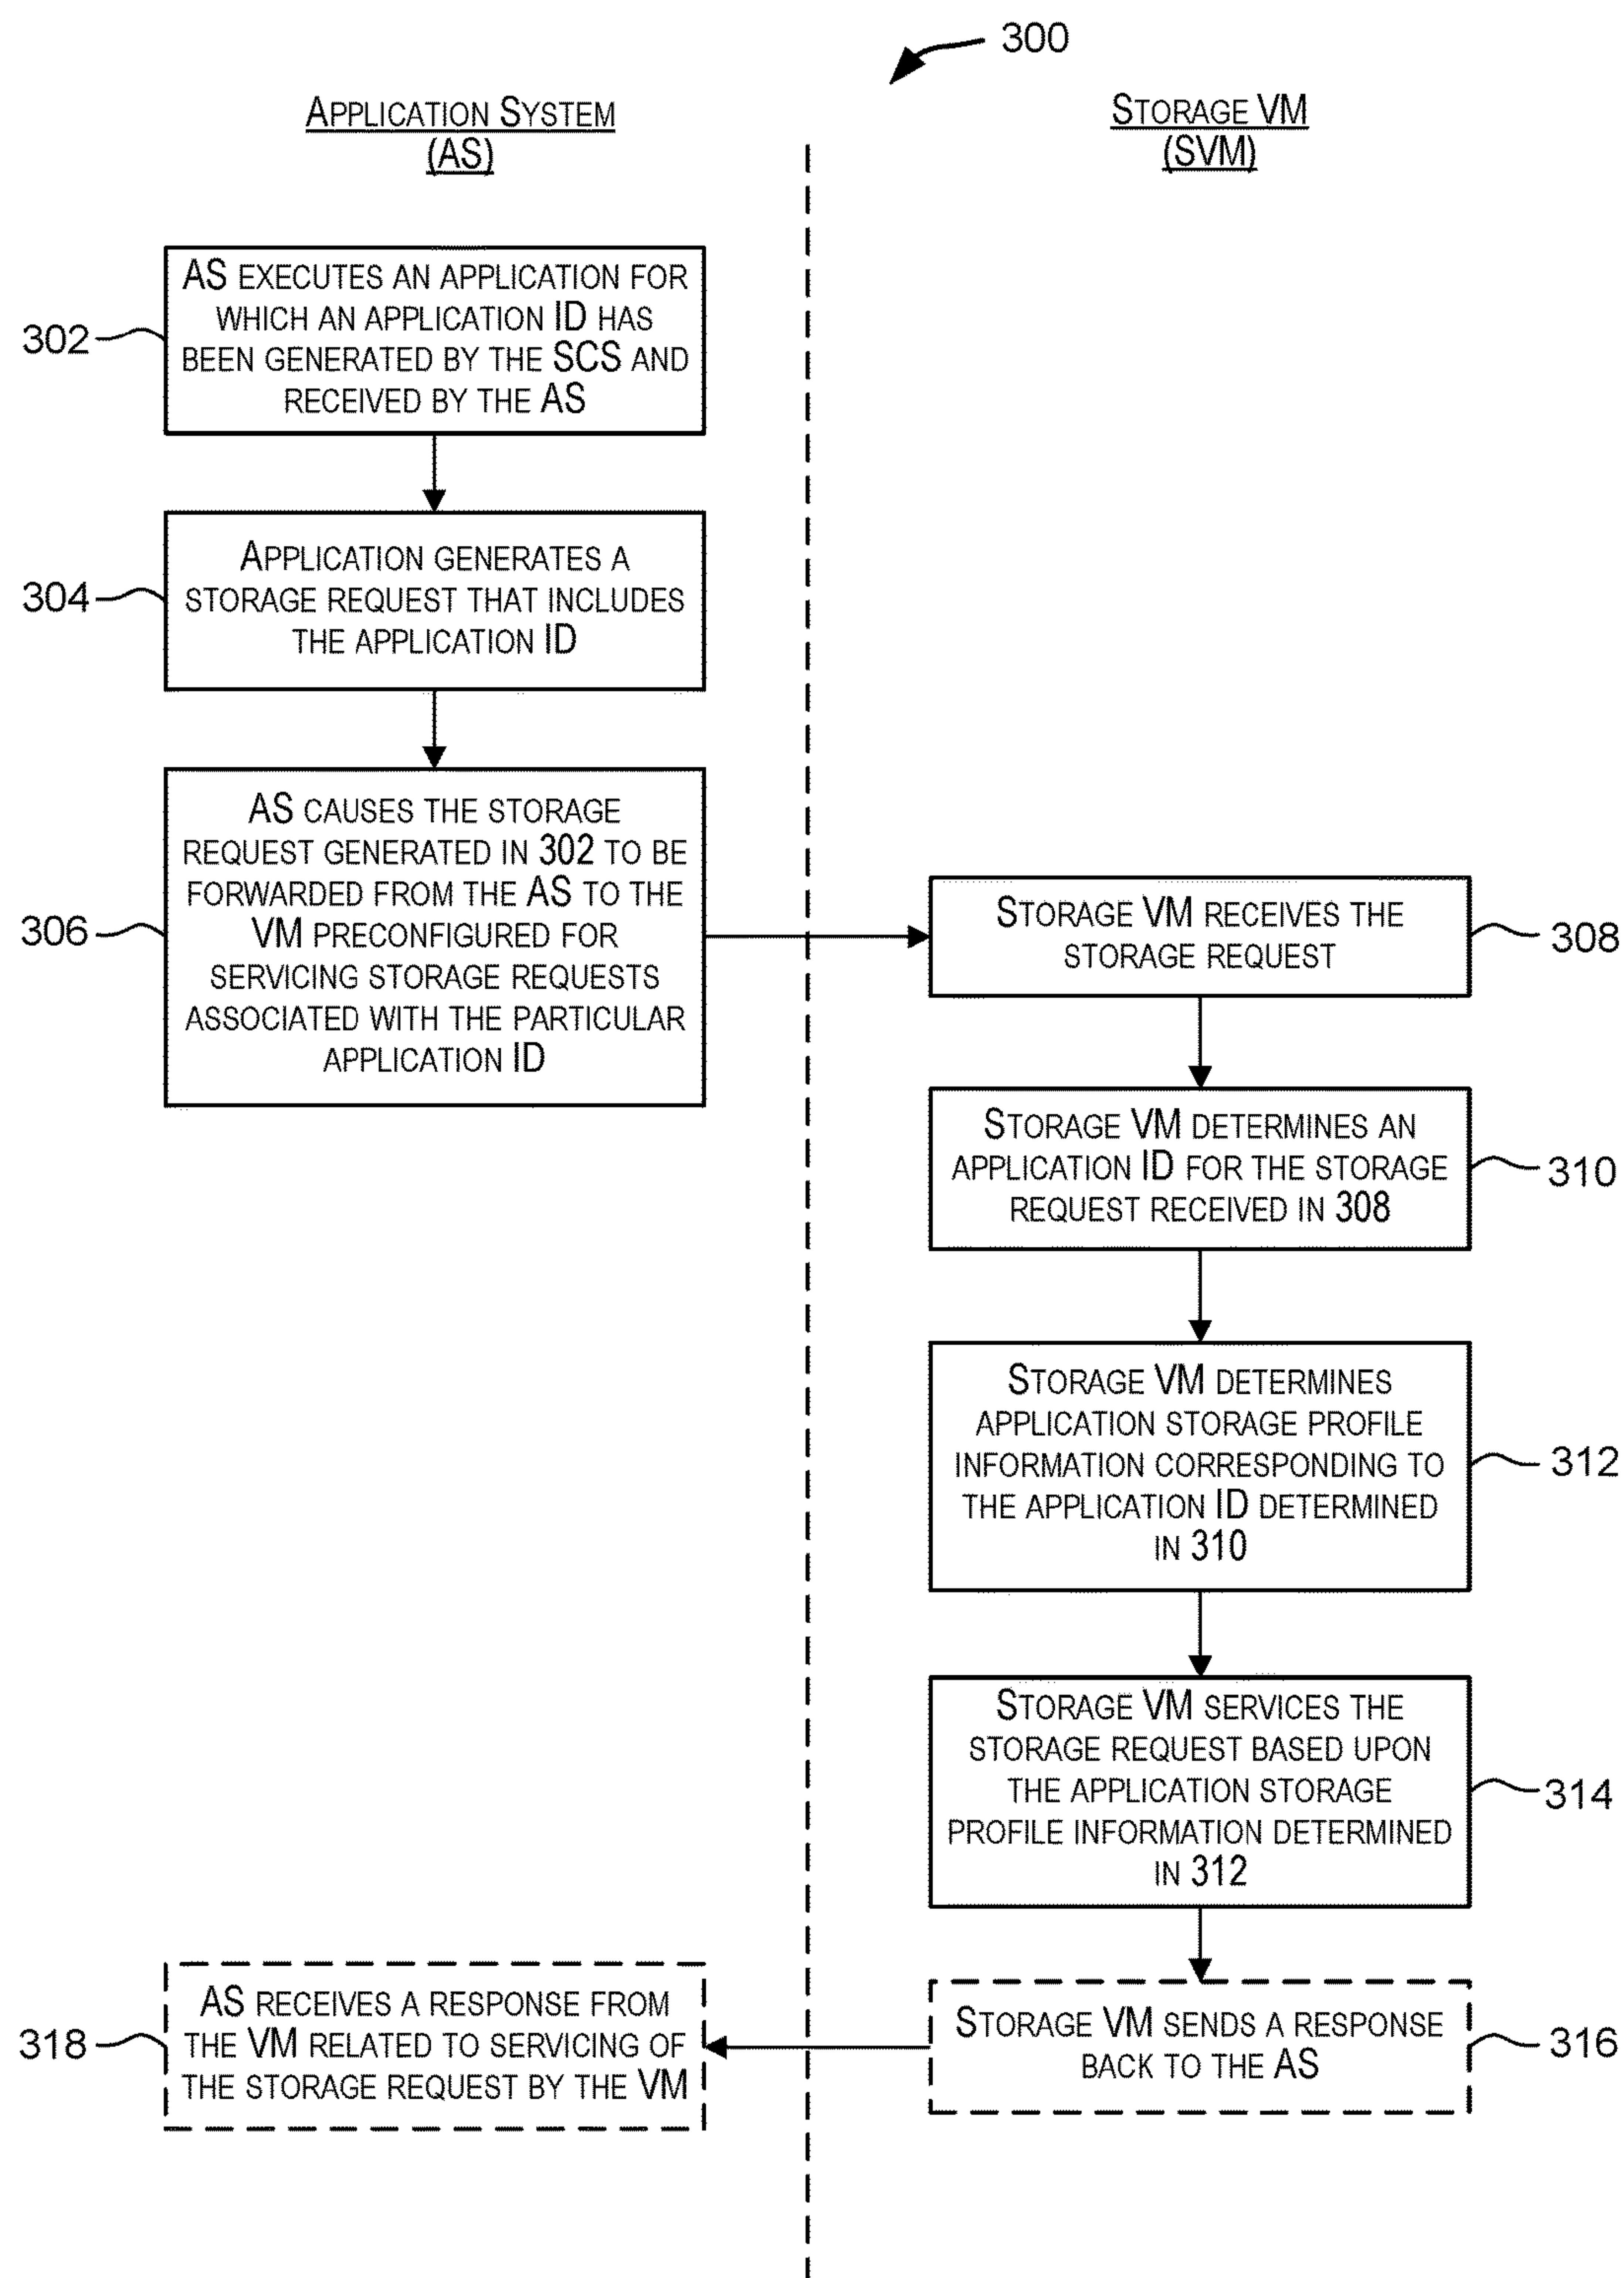 300
APPLICATION SYSTEM
(AS)
STORAGE VM
(SVM)
302
AS EXECUTES AN APPLICATION FOR
WHICH AN APPLICATION ID HAS
BEEN GENERATED BY THE SCS AND
RECEIVED BY THE AS
304
APPLICATION GENERATES A
STORAGE REQUEST THAT INCLUDES
THE APPLICATION ID
306
AS CAUSES THE STORAGE
REQUEST GENERATED IN 302 TO BE
FORWARDED FROM THE AS TO THE
VM PRECONFIGURED FOR
SERVICING STORAGE REQUESTS
ASSOCIATED WITH THE PARTICULAR
APPLICATION ID
STORAGE VM RECEIVES THE
STORAGE REQUEST
308
STORAGE VM DETERMINES AN
APPLICATION ID FOR THE STORAGE
REQUEST RECEIVED IN 308
310
STORAGE VM DETERMINES
APPLICATION STORAGE PROFILE
INFORMATION CORRESPONDING TO
THE APPLICATION ID DETERMINED
IN 310
312
STORAGE VM SERVICES THE
STORAGE REQUEST BASED UPON
THE APPLICATION STORAGE
PROFILE INFORMATION DETERMINED
IN 312
314
STORAGE VM SENDS A RESPONSE
BACK TO THE AS
316
318
AS RECEIVES A RESPONSE FROM
THE VM RELATED TO SERVICING OF
THE STORAGE REQUEST BY THE VM